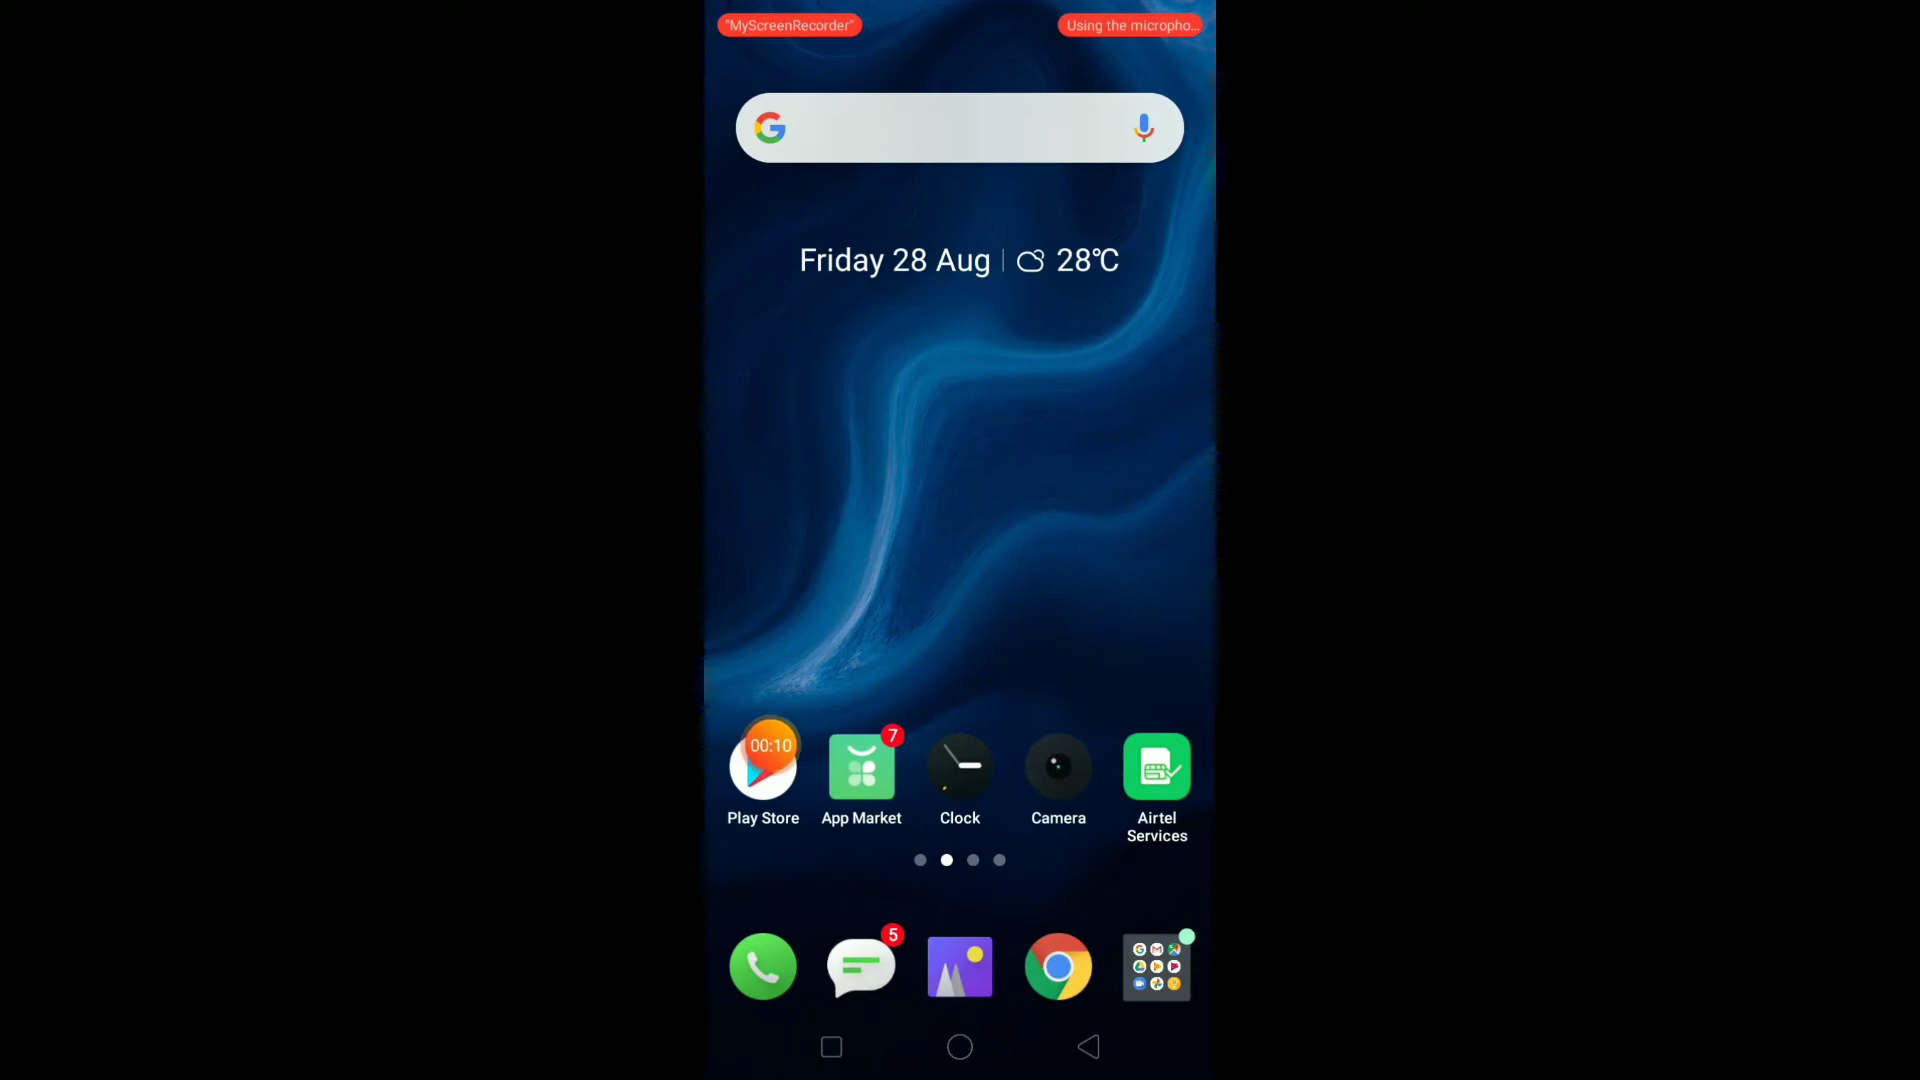 "MyScreenRecorder"
Using the micropho...
Friday 28 Aug
28°C
00:10
7
Play Store
App Market
Clock
Camera
Airtel
Services
5